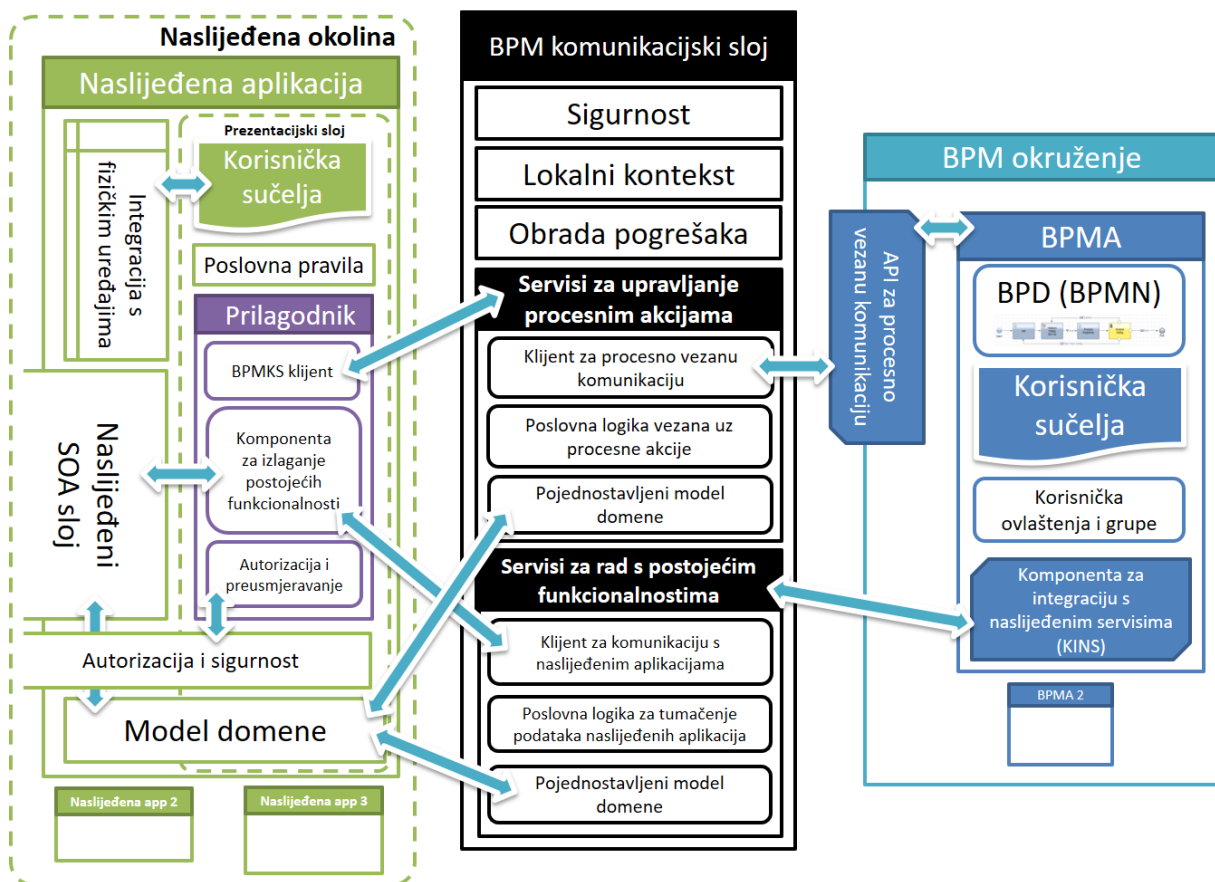 Naslijeđena okolina
Naslijeđena aplikacija
Integracija s
fizičkim uređajima
Prezentacijski sloj
Korisnička
sučelja
Poslovna pravila
Prilagodnik
BPMKS klijent
Komponenta
za izlaganje
postojećih
funkcionalnosti
Autorizacija i
preusmjeravanje
Naslijeđeni
SOA sloj
Autorizacija i sigurnost
Model domene
Naslijeđena app 2
Naslijeđena app 3
BPM komunikacijski sloj
Sigurnost
Lokalni kontekst
Obrada pogrešaka
Servisi za upravljanje
procesnim akcijama
Klijent za procesno vezanu
komunikaciju
Poslovna logika vezana uz
procesne akcije
Pojednostavljeni model
domene
Servisi za rad s postojećim
funkcionalnostima
Klijent za komunikaciju s
naslijeđenim aplikacijama
Poslovna logika za tumačenje
podataka naslijeđenih aplikacija
Pojednostavljeni model
domene
BPM okruženje
API za procesno
vezanu komunikaciju
BPMA
BPD (BPMN)
Korisnička
sučelja
Korisnička
ovlaštenja i grupe
Komponenta za
integraciju s
naslijeđenim servisima
(KINS)
BPMA 2